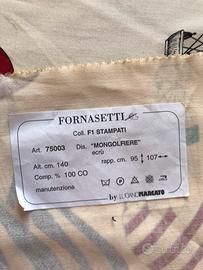 FORNASETTI
Coll. F1 STAMPATI
Art. 75003 Dis. "MONGOLFIERE"
ecrù
Alt. cm. 140 rapp. cm. 95 107
Comp. % 100 CO
manutenzione
by LUCIANO MARCATO
subito